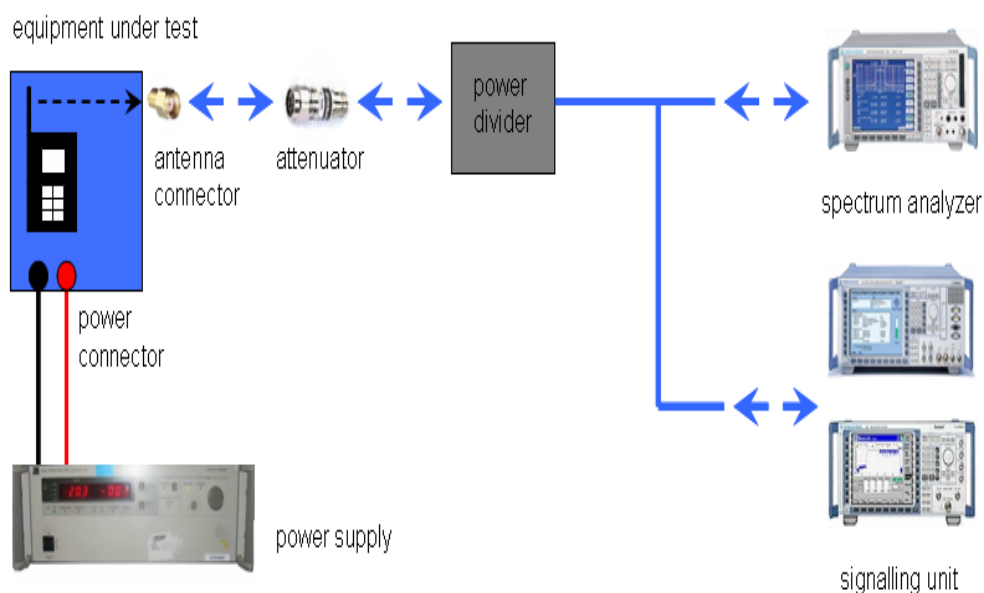 equipment under test
power
divider
antenna
connector
attenuator
spectrum analyzer
power
connector
power supply
signalling unit